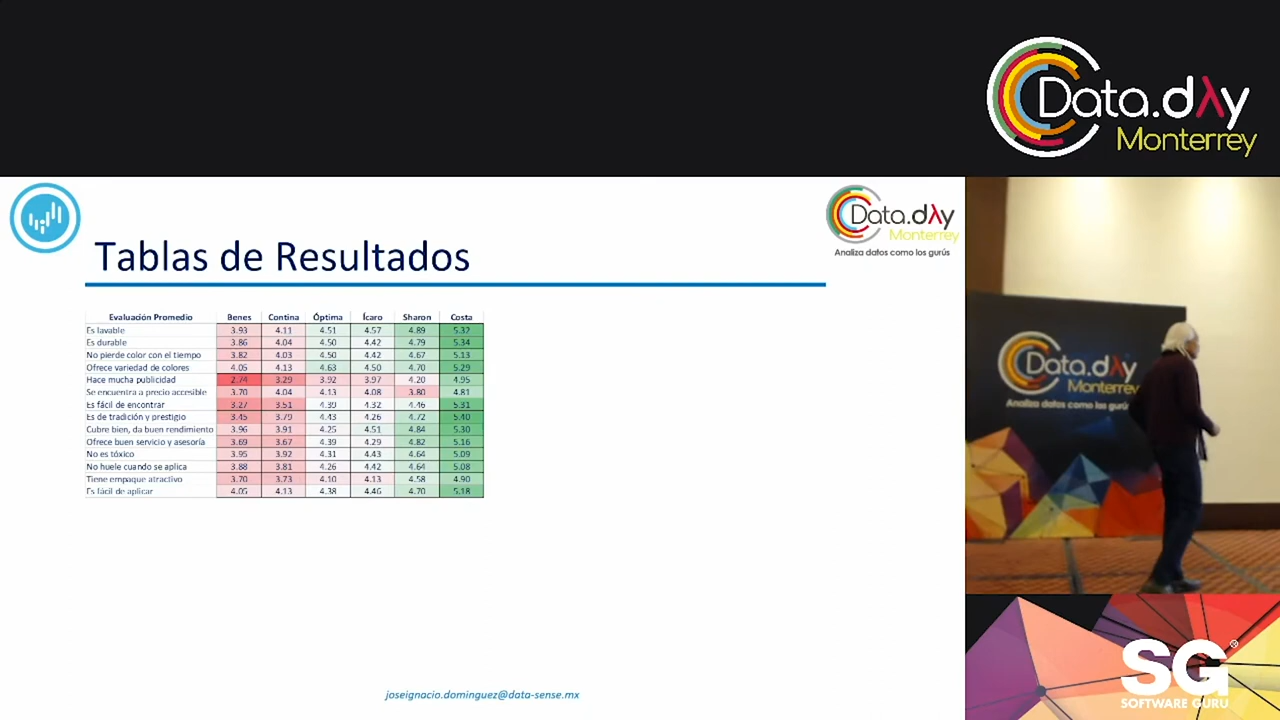 Data.dλy
Monterrey
Data.dλy
Monterrey
Analiza datos como los gurús
Tablas de Resultados
Evaluación Promedio Benes Contina Óptima Ícaro Sharon Costa
Es lavable 3.93 4.11 4.51 4.57 4.89 5.32
Es durable 3.86 4.04 4.50 4.42 4.79 5.34
No pierde color con el tiempo 3.82 4.03 4.50 4.42 4.67 5.13
Ofrece variedad de colores 4.05 4.13 4.63 4.50 4.70 5.29
Hace mucha publicidad 2.74 3.29 3.92 3.97 4.20 4.95
Se encuentra a precio accesible 3.70 4.04 4.13 4.08 3.80 4.81
Es fácil de encontrar 3.27 3.51 4.39 4.32 4.46 5.31
Es de tradición y prestigio 3.45 3.79 4.43 4.26 4.72 5.40
Cubre bien, da buen rendimiento 3.96 3.91 4.25 4.51 4.84 5.30
Ofrece buen servicio y asesoría 3.69 3.67 4.39 4.29 4.82 5.16
No es tóxico 3.95 3.92 4.31 4.43 4.64 5.09
No huele cuando se aplica 3.88 3.81 4.26 4.42 4.64 5.08
Tiene empaque atractivo 3.70 3.73 4.10 4.13 4.58 4.90
Es fácil de aplicar 4.05 4.13 4.38 4.46 4.70 5.18
joseignacio.dominguez@data-sense.mx
Data.dλy
Monterrey
Analiza datos como los gurús
SG
SOFTWARE GURU